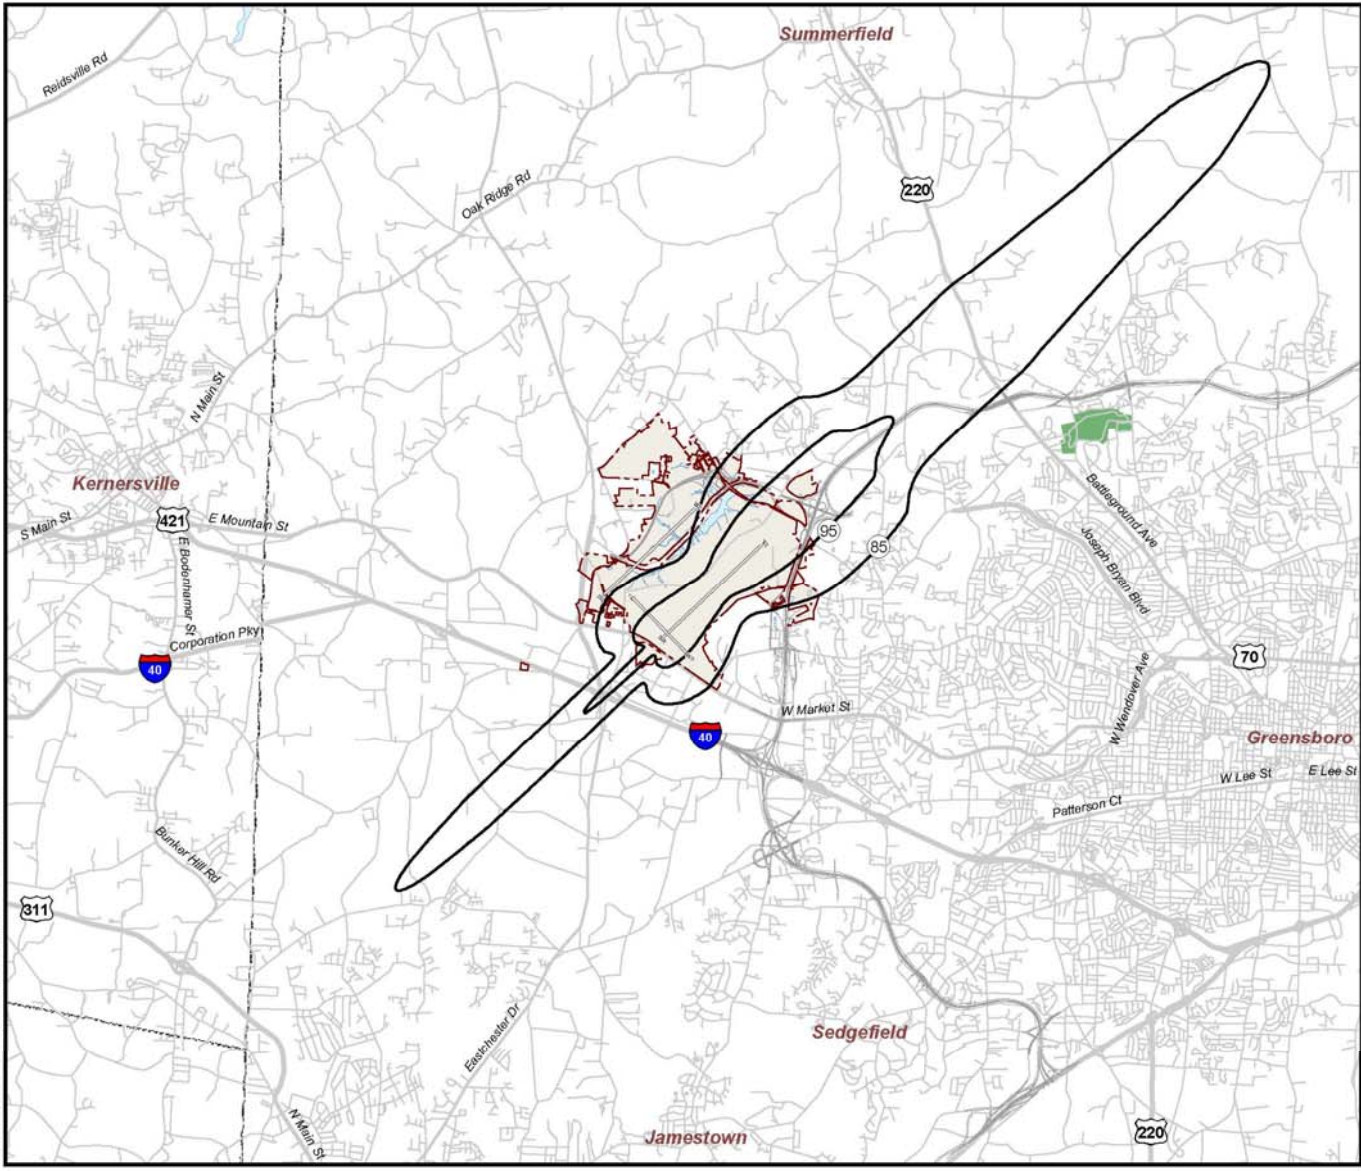 Summerfield
Reidsville Rd
Oak Ridge Rd
220
N Main St
Kernersville
Battleground Ave
S Main St
421
E Mountain St
95
85
Joseph Bryan Blvd
E Bodenhamer St
Corporation Pky
40
70
W Wendover Ave
W Market St
40
Greensboro
W Lee St
E Lee St
Patterson Ct
Bunker Hill Rd
311
Eastchester Dr
Sedgefield
N Main St
Jamestown
220